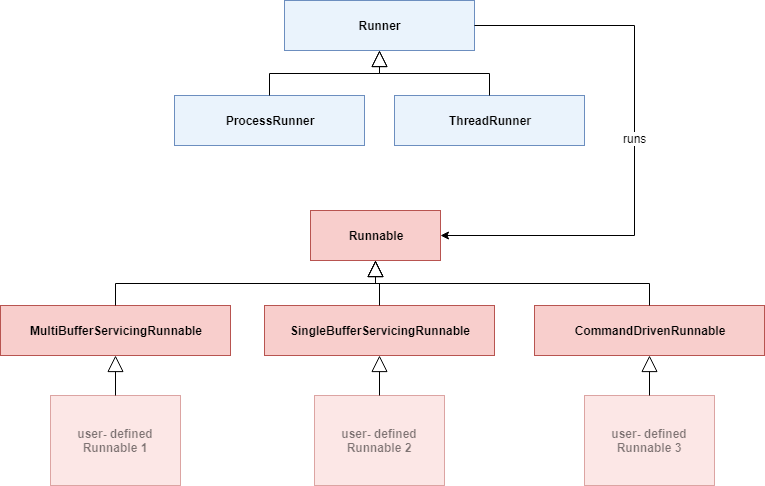 Runner
ProcessRunner
ThreadRunner
runs
Runnable
MultiBufferServicingRunnable
SingleBufferServicingRunnable
CommandDrivenRunnable
user- defined
Runnable 1
user- defined
Runnable 2
user- defined
Runnable 3